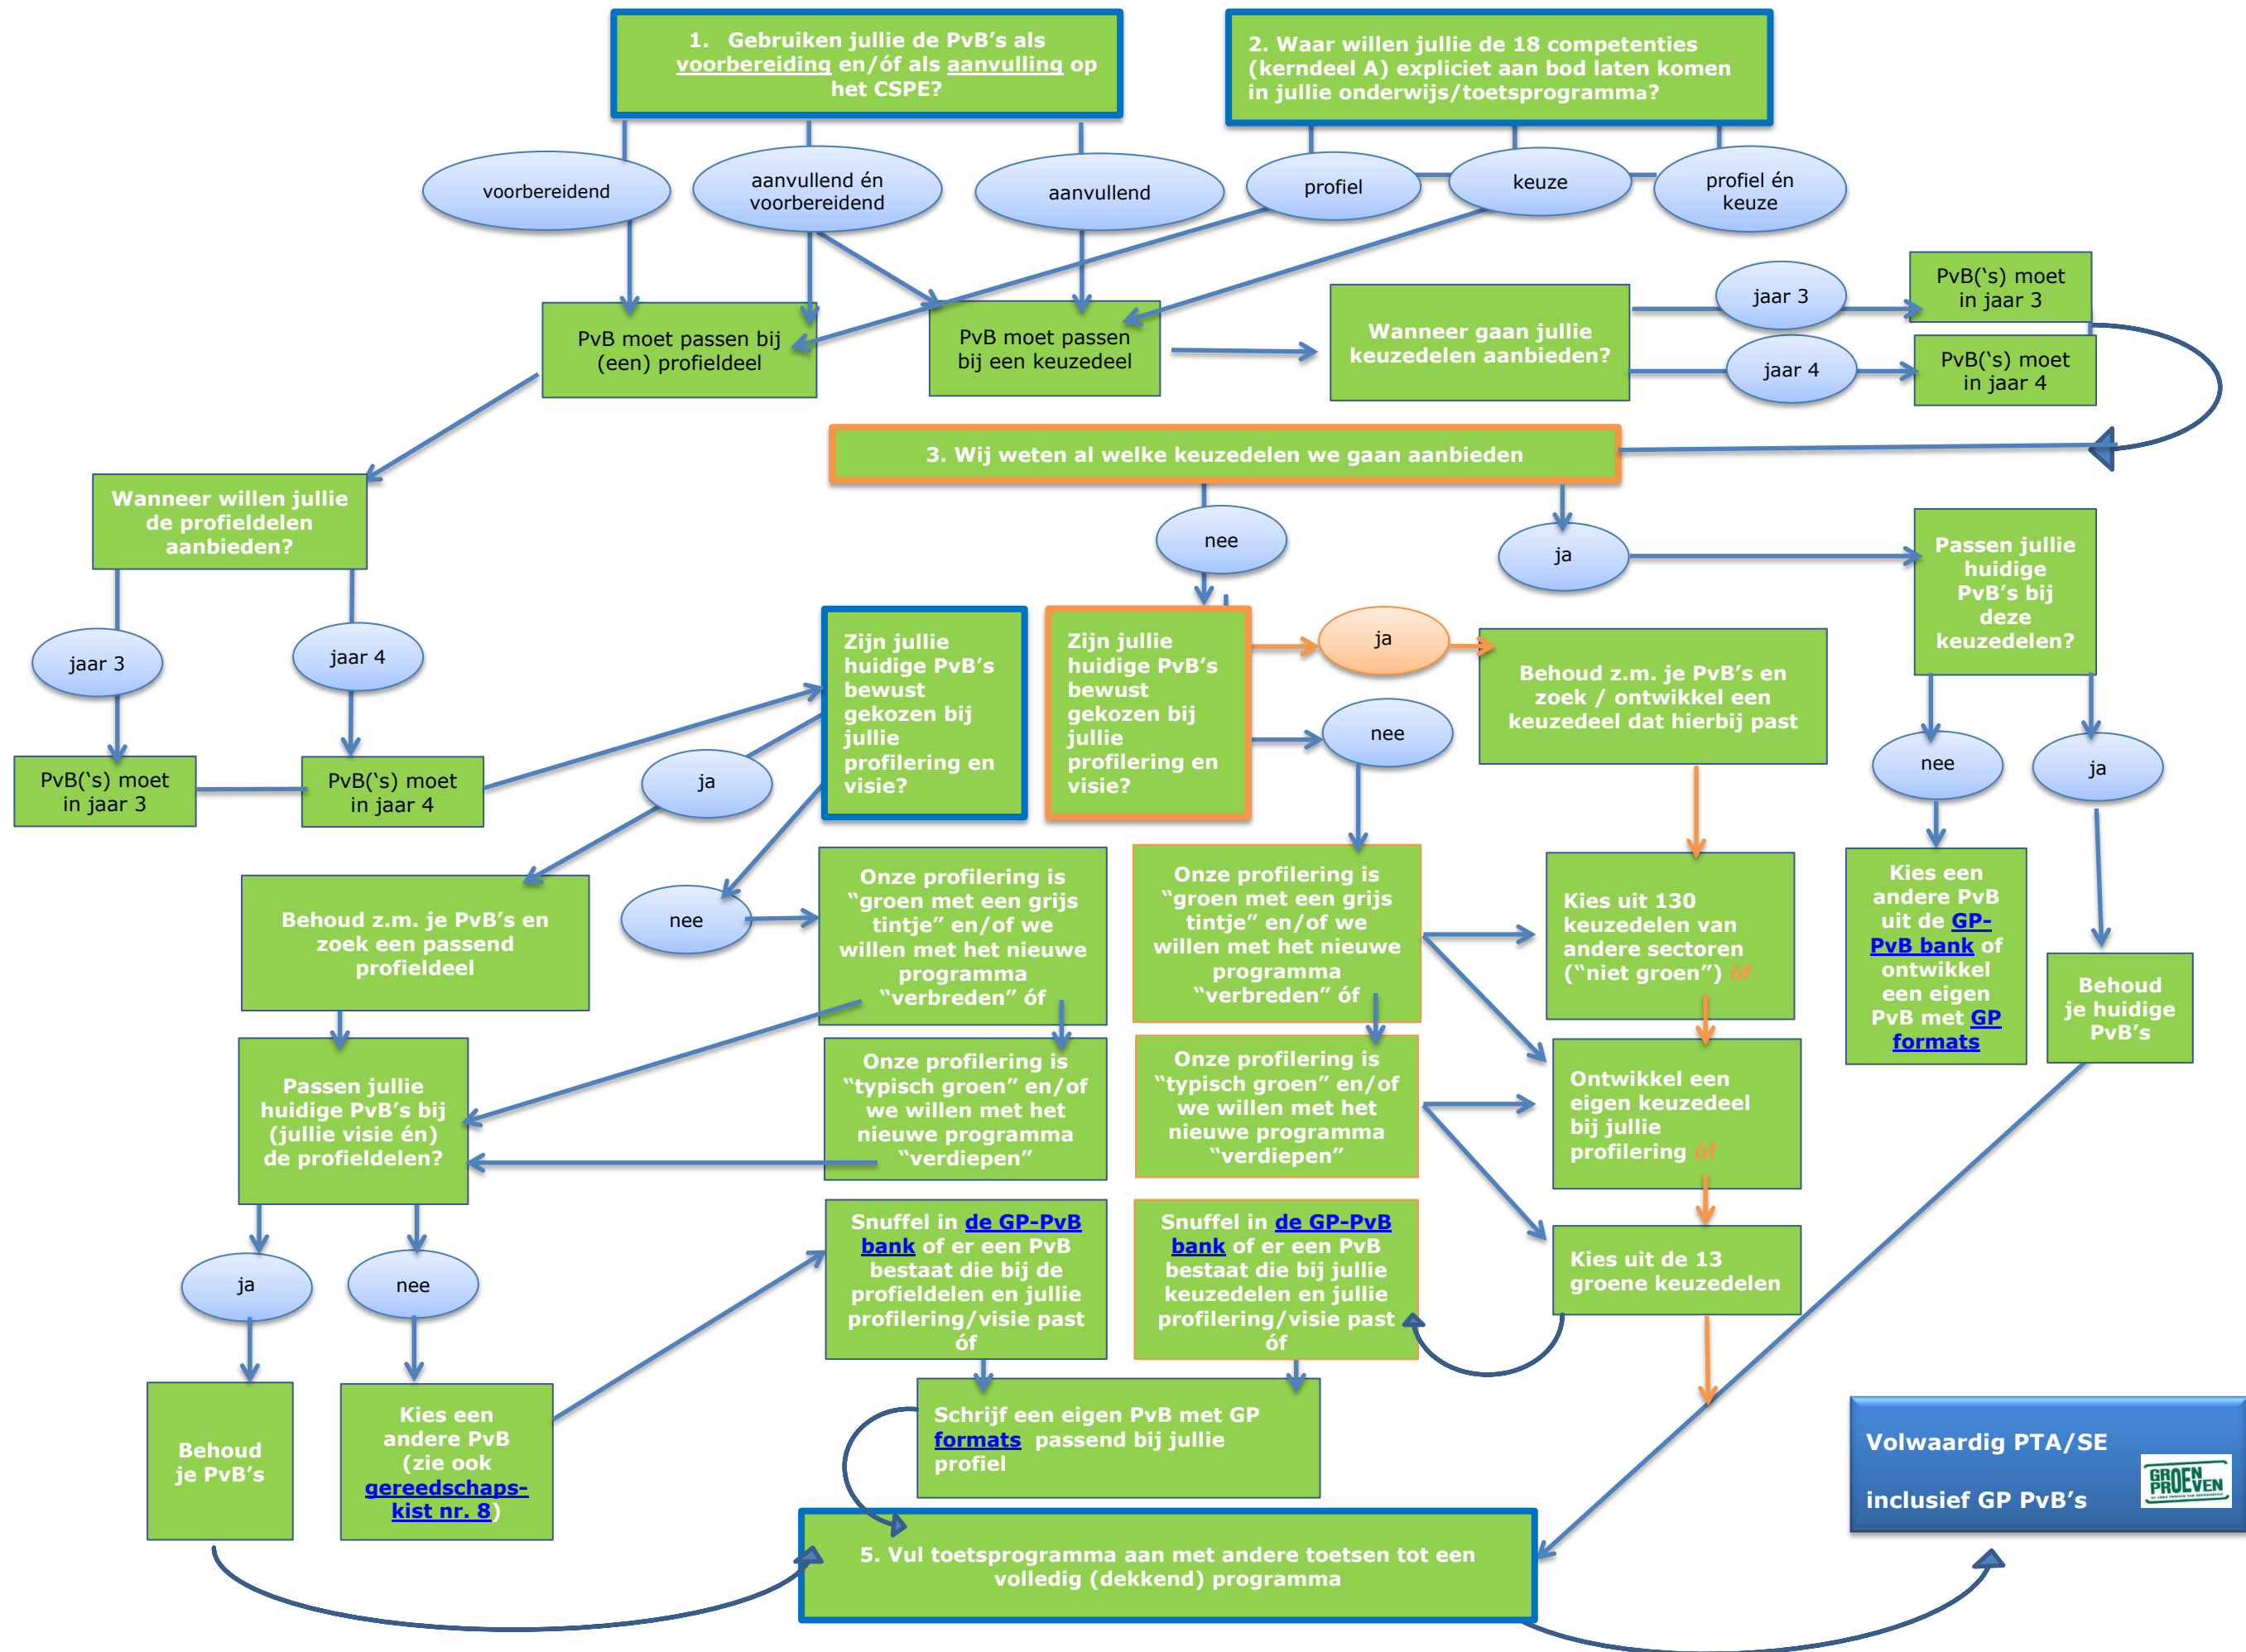 1. Gebruiken jullie de PvB's als
voorbereiding en/óf als aanvulling op
het CSPE?
2. Waar willen jullie de 18 competenties
(kerndeel A) expliciet aan bod laten komen
in jullie onderwijs/toetsprogramma?
voorbereidend
aanvullend én
voorbereidend
aanvullend
profiel
keuze
profiel én
keuze
PvB moet passen bij
(een) profieldeel
PvB moet passen
bij een keuzedeel
Wanneer gaan jullie
keuzedelen aanbieden?
jaar 3
jaar 4
PvB('s) moet
in jaar 3
PvB('s) moet
in jaar 4
3. Wij weten al welke keuzedelen we gaan aanbieden
Wanneer willen jullie
de profieldelen
aanbieden?
nee
ja
Passen jullie
huidige
PvB's bij
deze
keuzedelen?
jaar 3
jaar 4
Zijn jullie
huidige PvB's
bewust
gekozen bij
jullie
profilering en
visie?
Zijn jullie
huidige PvB's
bewust
gekozen bij
jullie
profilering en
visie?
ja
nee
Behoud z.m. je PvB's en
zoek / ontwikkel een
keuzedeel dat hierbij past
nee
ja
PvB('s) moet
in jaar 3
PvB('s) moet
in jaar 4
ja
nee
Behoud z.m. je PvB's en
zoek een passend
profieldeel
Onze profilering is
“groen met een grijs
tintje” en/of we
willen met het nieuwe
programma
“verbreden” óf
Onze profilering is
“groen met een grijs
tintje” en/of we
willen met het nieuwe
programma
“verbreden” óf
Kies uit 130
keuzedelen van
andere sectoren
(“niet groen”) óf
Kies een
andere PvB
uit de GP-
PvB bank of
ontwikkel
een eigen
PvB met GP
formats
Behoud
je huidige
PvB's
Passen jullie
huidige PvB's bij
(jullie visie én)
de profieldelen?
Onze profilering is
“typisch groen” en/of
we willen met het
nieuwe programma
“verdiepen”
Onze profilering is
“typisch groen” en/of
we willen met het
nieuwe programma
“verdiepen”
Ontwikkel een
eigen keuzedeel
bij jullie
profilering óf
ja
nee
Snuffel in de GP-PvB
bank of er een PvB
bestaat die bij de
profieldelen en jullie
profilering/visie past
óf
Snuffel in de GP-PvB
bank of er een PvB
bestaat die bij jullie
keuzedelen en jullie
profilering/visie past
óf
Kies uit de 13
groene keuzedelen
Behoud
je PvB's
Kies een
andere PvB
(zie ook
gereedschaps-
kist nr. 8)
Schrijf een eigen PvB met GP
formats passend bij jullie
profiel
Volwaardig PTA/SE
inclusief GP PvB's
GROEN
PROEVEN
5. Vul toetsprogramma aan met andere toetsen tot een
volledig (dekkend) programma